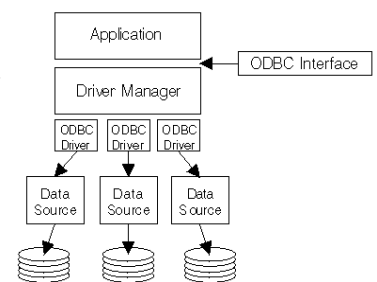 Application
ODBC Interface
Driver Manager
ODBC
Driver
ODBC
Driver
ODBC
Driver
Data
Source
Data
Source
Data
Source